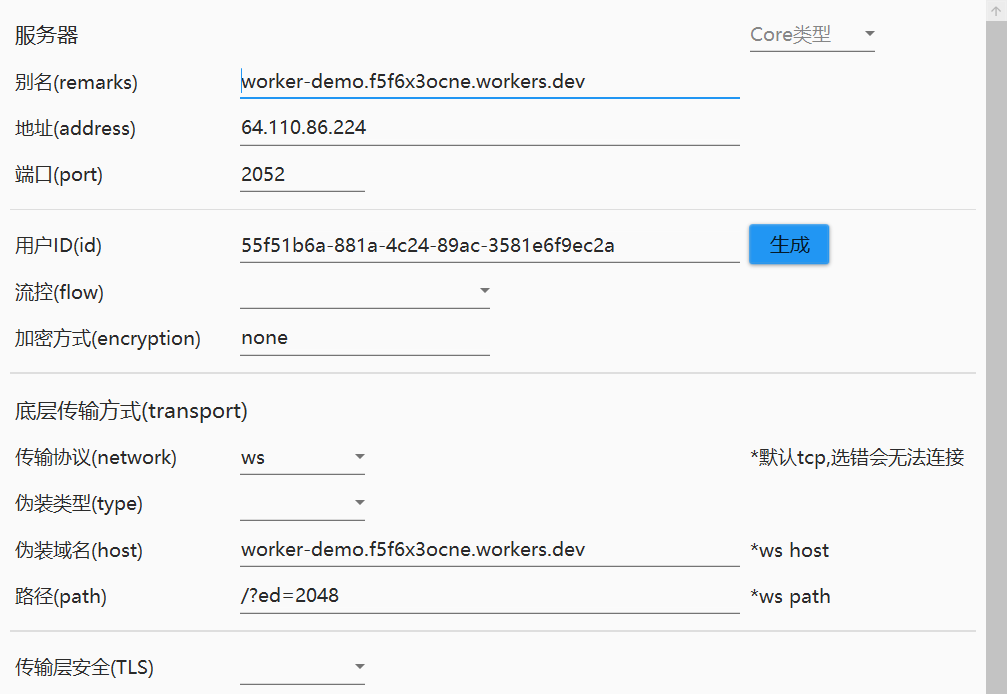 服务器 Core类型
别名(remarks) worker-demo.f5f6x3ocne.workers.dev
地址(address) 64.110.86.224
端口(port) 2052
用户ID(id) 55f51b6a-881a-4c24-89ac-3581e6f9ec2a 生成
流控(flow)
加密方式(encryption) none
底层传输方式(transport)
传输协议(network) ws *默认tcp,选错会无法连接
伪装类型(type)
伪装域名(host) worker-demo.f5f6x3ocne.workers.dev *ws host
路径(path) /?ed=2048 *ws path
传输层安全(TLS)